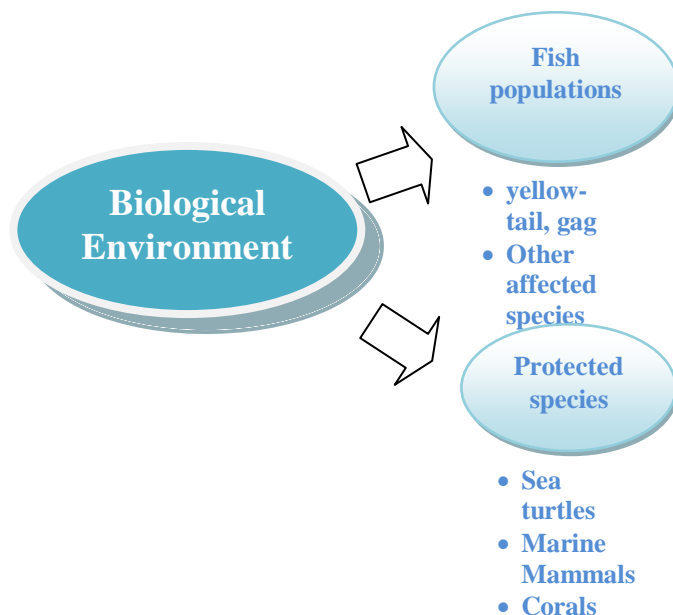 Biological
Environment
Fish
populations
• yellow-
tail, gag
• Other
affected
species
Protected
species
• Sea
turtles
• Marine
Mammals
• Corals